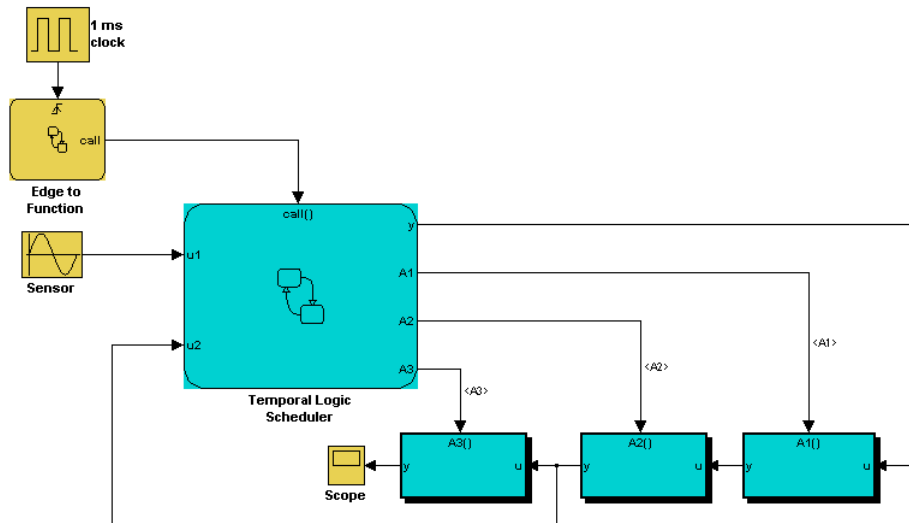 1 ms
clock
call
Edge to
Function
call()
y
u1
Sensor
A1
A2
u2
<A1>
<A2>
A3
<A3>
Temporal Logic
Scheduler
A3()
A2()
A1()
y
u
y
u
y
u
Scope